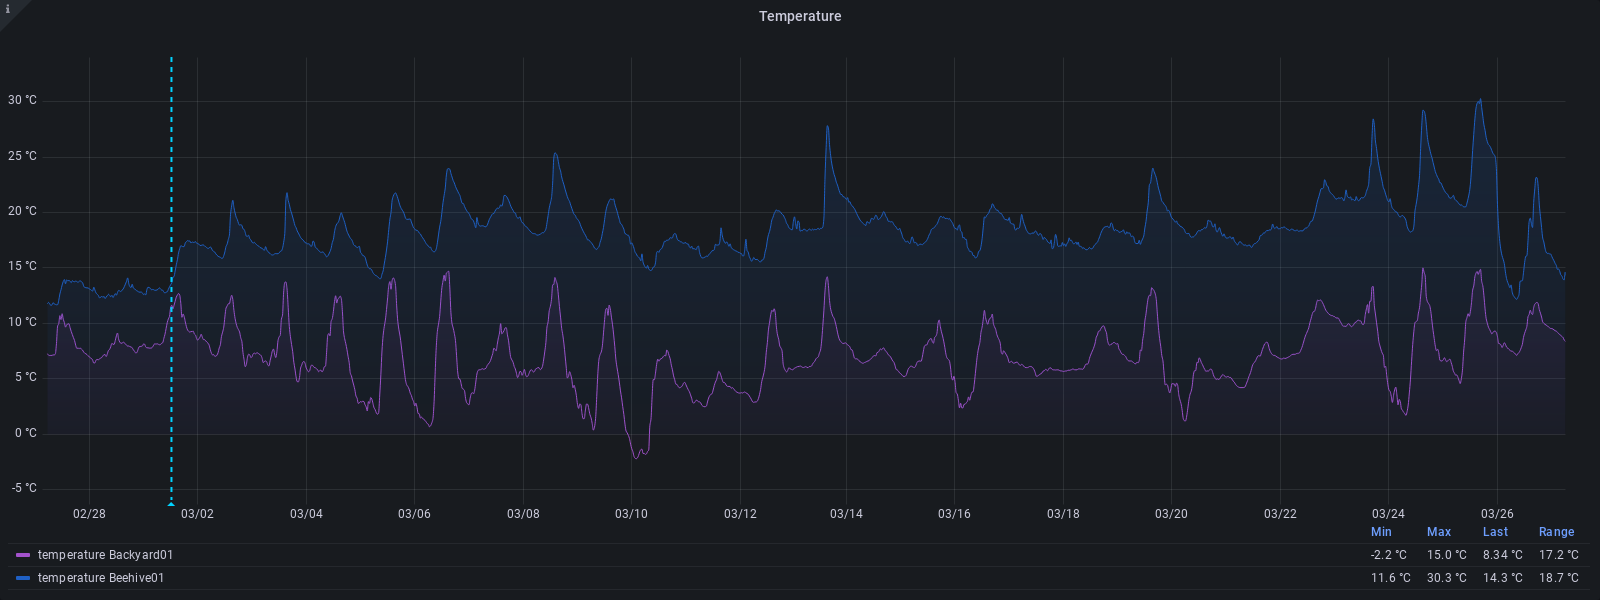 i
Temperature
30 °C
25 °C
20 °C
15 °C
10 °C
5 °C
0 °C
-5 °C
02/28 03/02 03/04 03/06 03/08 03/10 03/12 03/14 03/16 03/18 03/20 03/22 03/24 03/26
Min Max Last Range
temperature Backyard01 -2.2 °C 15.0 °C 8.34 °C 17.2 °C
temperature Beehive01 11.6 °C 30.3 °C 14.3 °C 18.7 °C